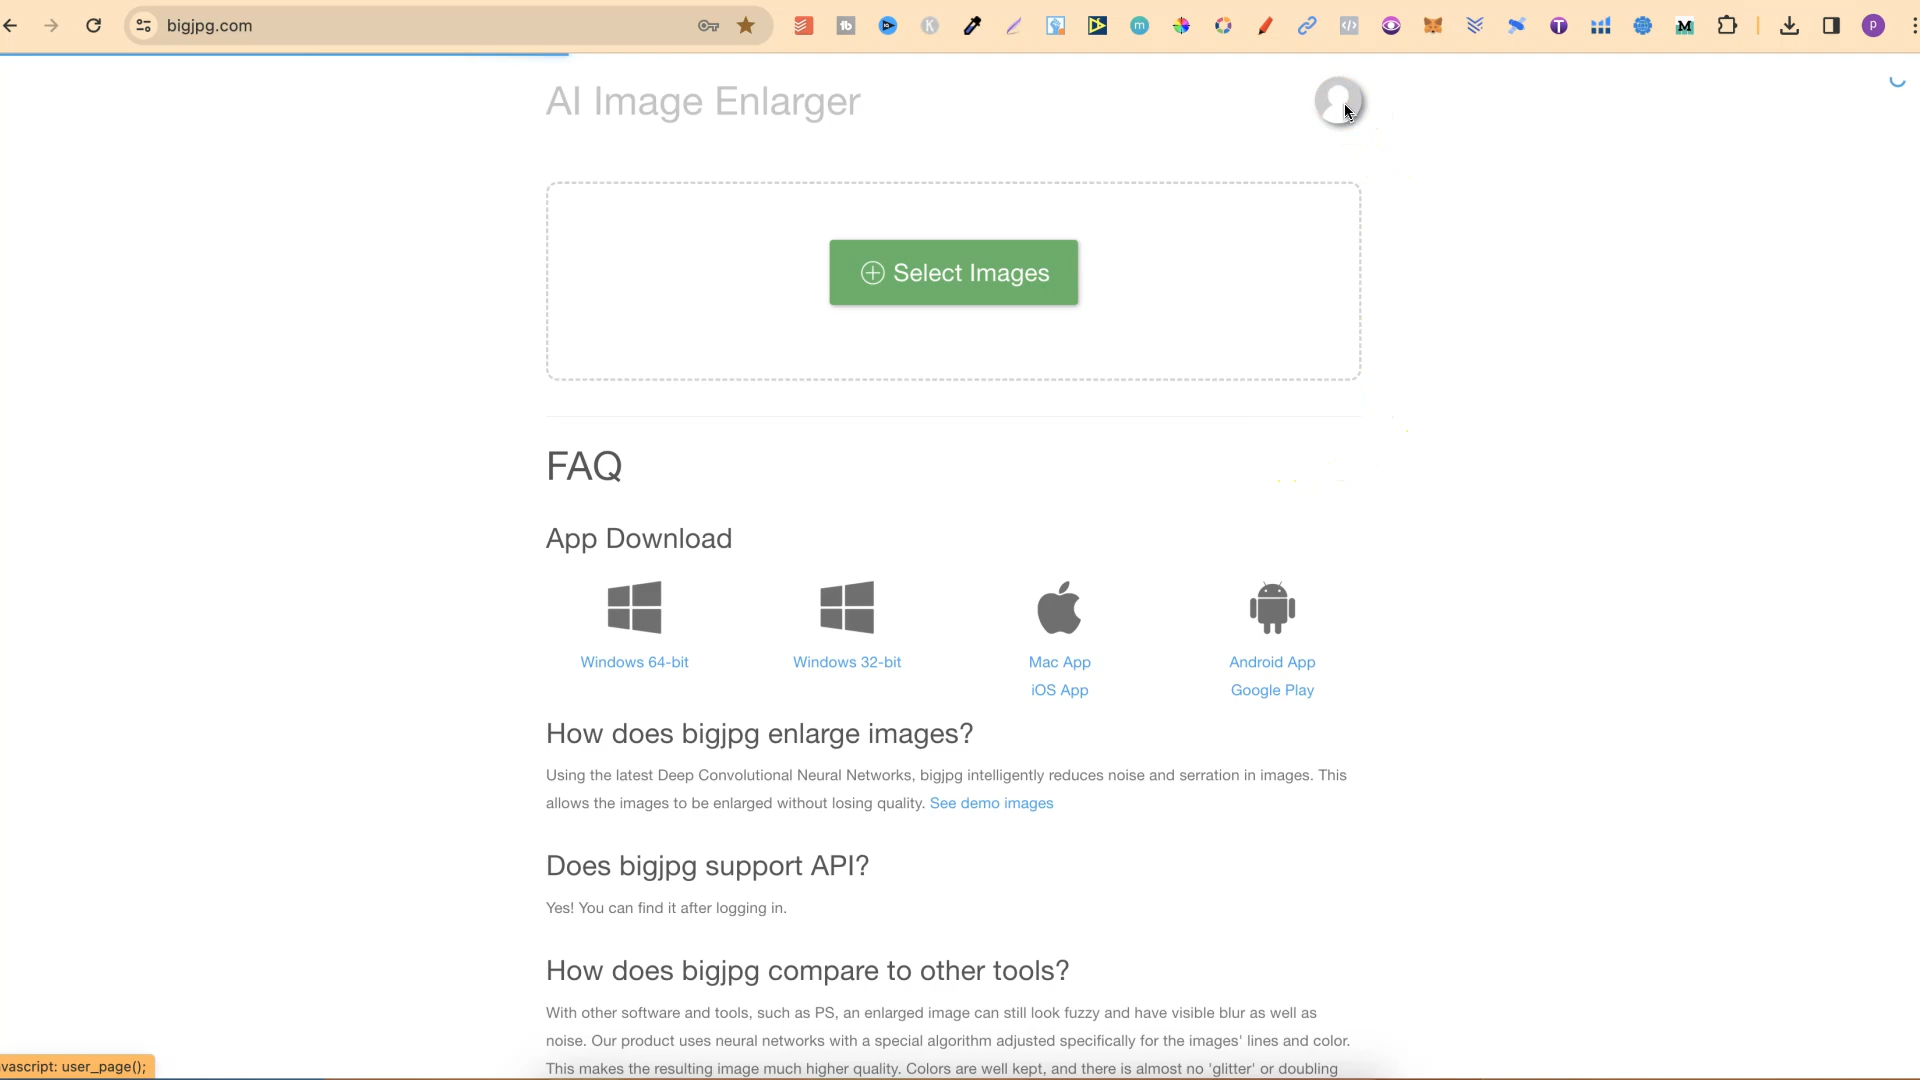 bigjpg.com
AI Image Enlarger
Select Images
FAQ
App Download
Windows 64-bit
Windows 32-bit
Mac App
Android App
iOS App
Google Play
How does bigjpg enlarge images?
Using the latest Deep Convolutional Neural Networks, bigjpg intelligently reduces noise and serration in images. This
allows the images to be enlarged without losing quality. See demo images
Does bigjpg support API?
Yes! You can find it after logging in.
How does bigjpg compare to other tools?
With other software and tools, such as PS, an enlarged image can still look fuzzy and have visible blur as well as
noise. Our product uses neural networks with a special algorithm adjusted specifically for the images' lines and color.
vascript: user_page();
This makes the resulting image much higher quality. Colors are well kept, and there is almost no 'glitter' or doubling